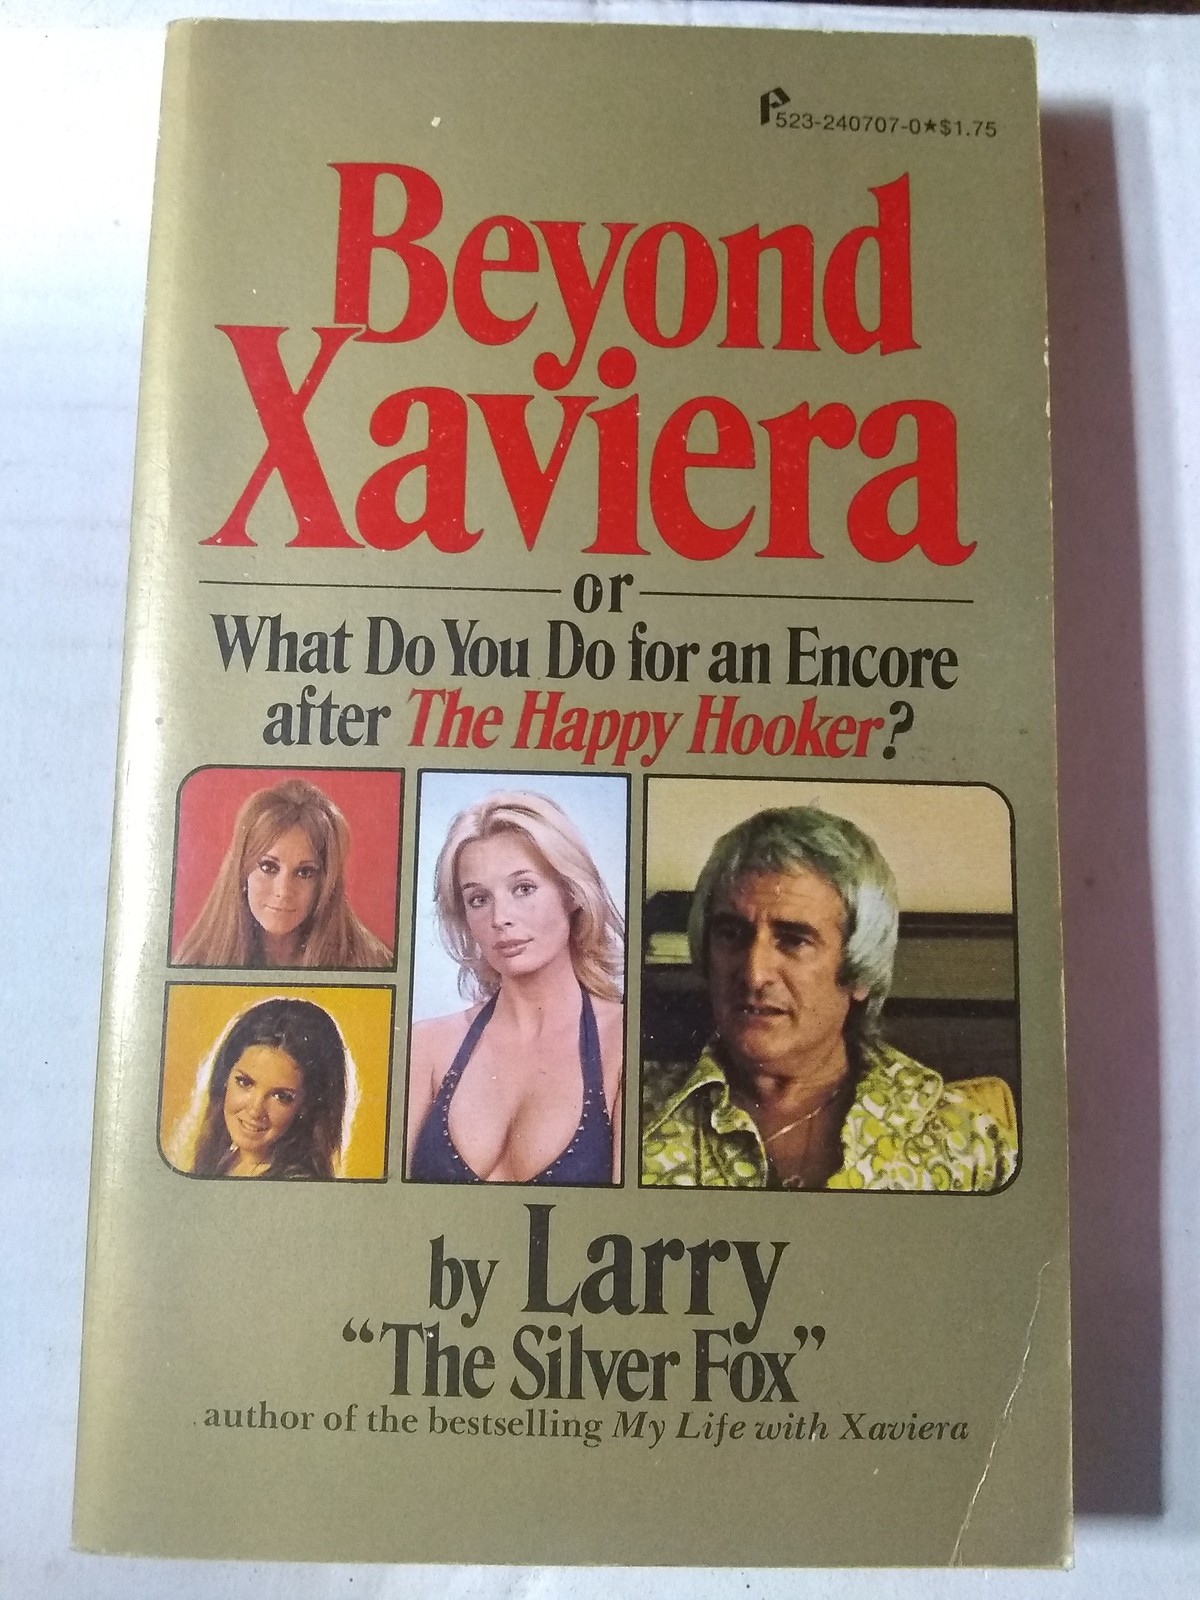 P 523-240707-0★$1.75
Beyond
Xaviera
or
What Do You Do for an Encore
after The Happy Hooker?
by Larry
“The Silver Fox”
author of the bestselling My Life with Xaviera